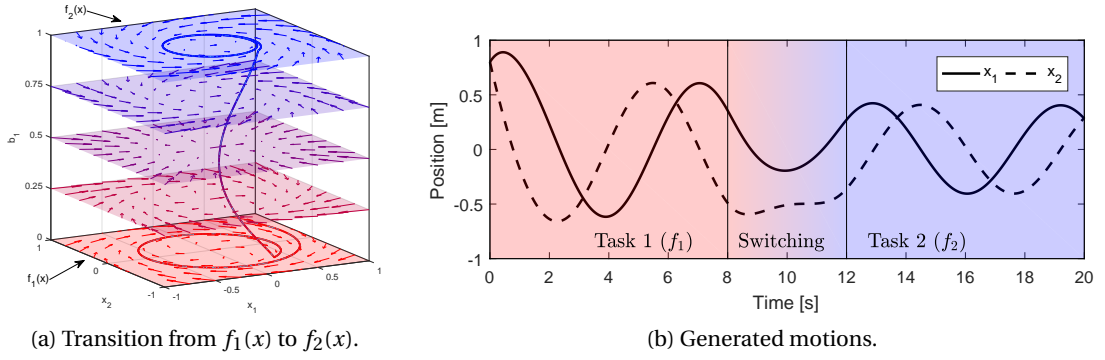 f2(x)
1
0.75
0.5
0.25
0
b1
f1(x)
1
0
-1
x2
-1
-0.5
0
0.5
1
x1
(a) Transition from f1(x) to f2(x).
1
0.5
0
-0.5
-1
Position [m]
x1
x2
Task 1 (f1)
Switching
Task 2 (f2)
0
2
4
6
8
10
12
14
16
18
20
Time [s]
(b) Generated motions.